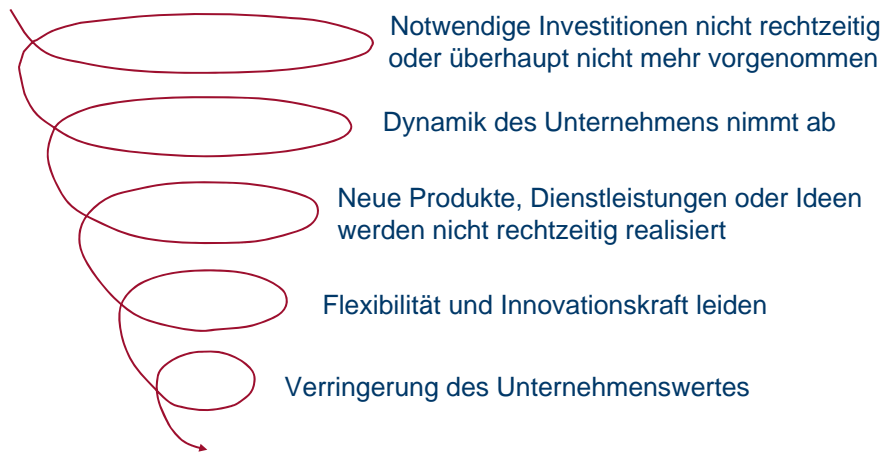 Notwendige Investitionen nicht rechtzeitig
oder überhaupt nicht mehr vorgenommen
Dynamik des Unternehmens nimmt ab
Neue Produkte, Dienstleistungen oder Ideen
werden nicht rechtzeitig realisiert
Flexibilität und Innovationskraft leiden
Verringerung des Unternehmenswertes